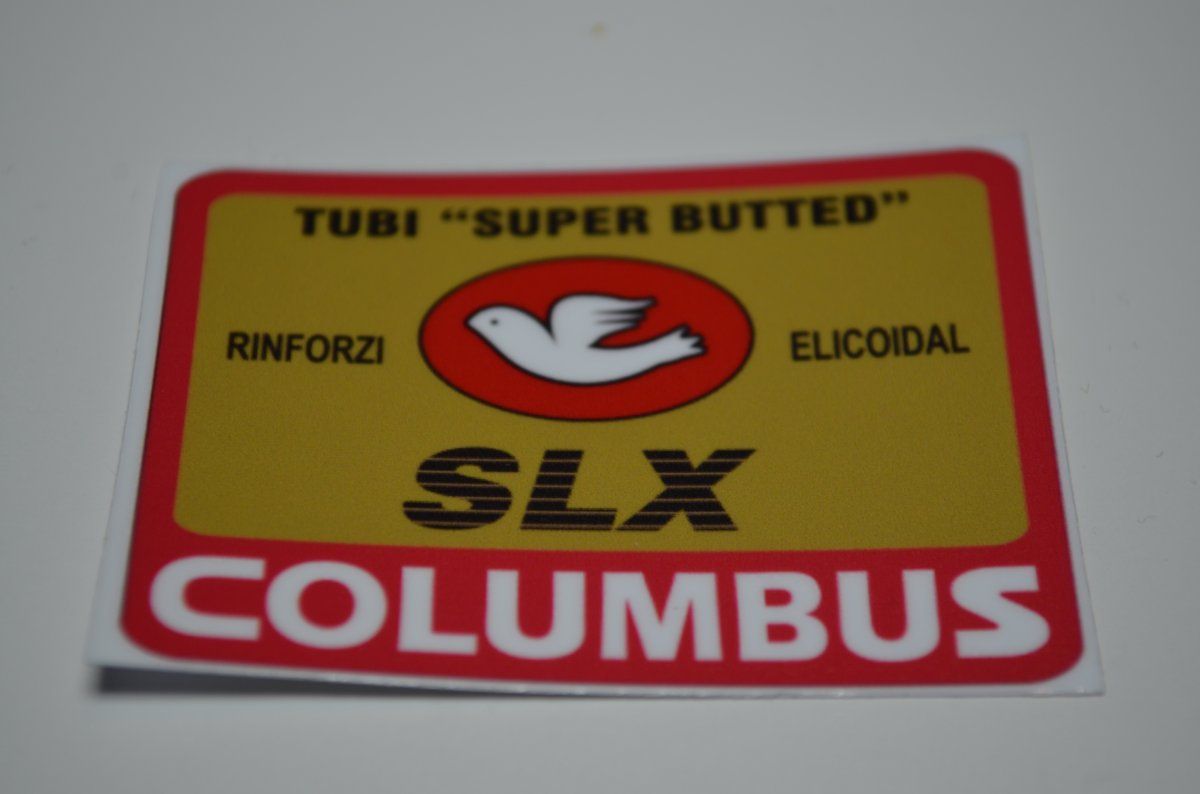 TUBI “SUPER BUTTED”
RINFORZI ELICOIDAL
SLX
COLUMBUS